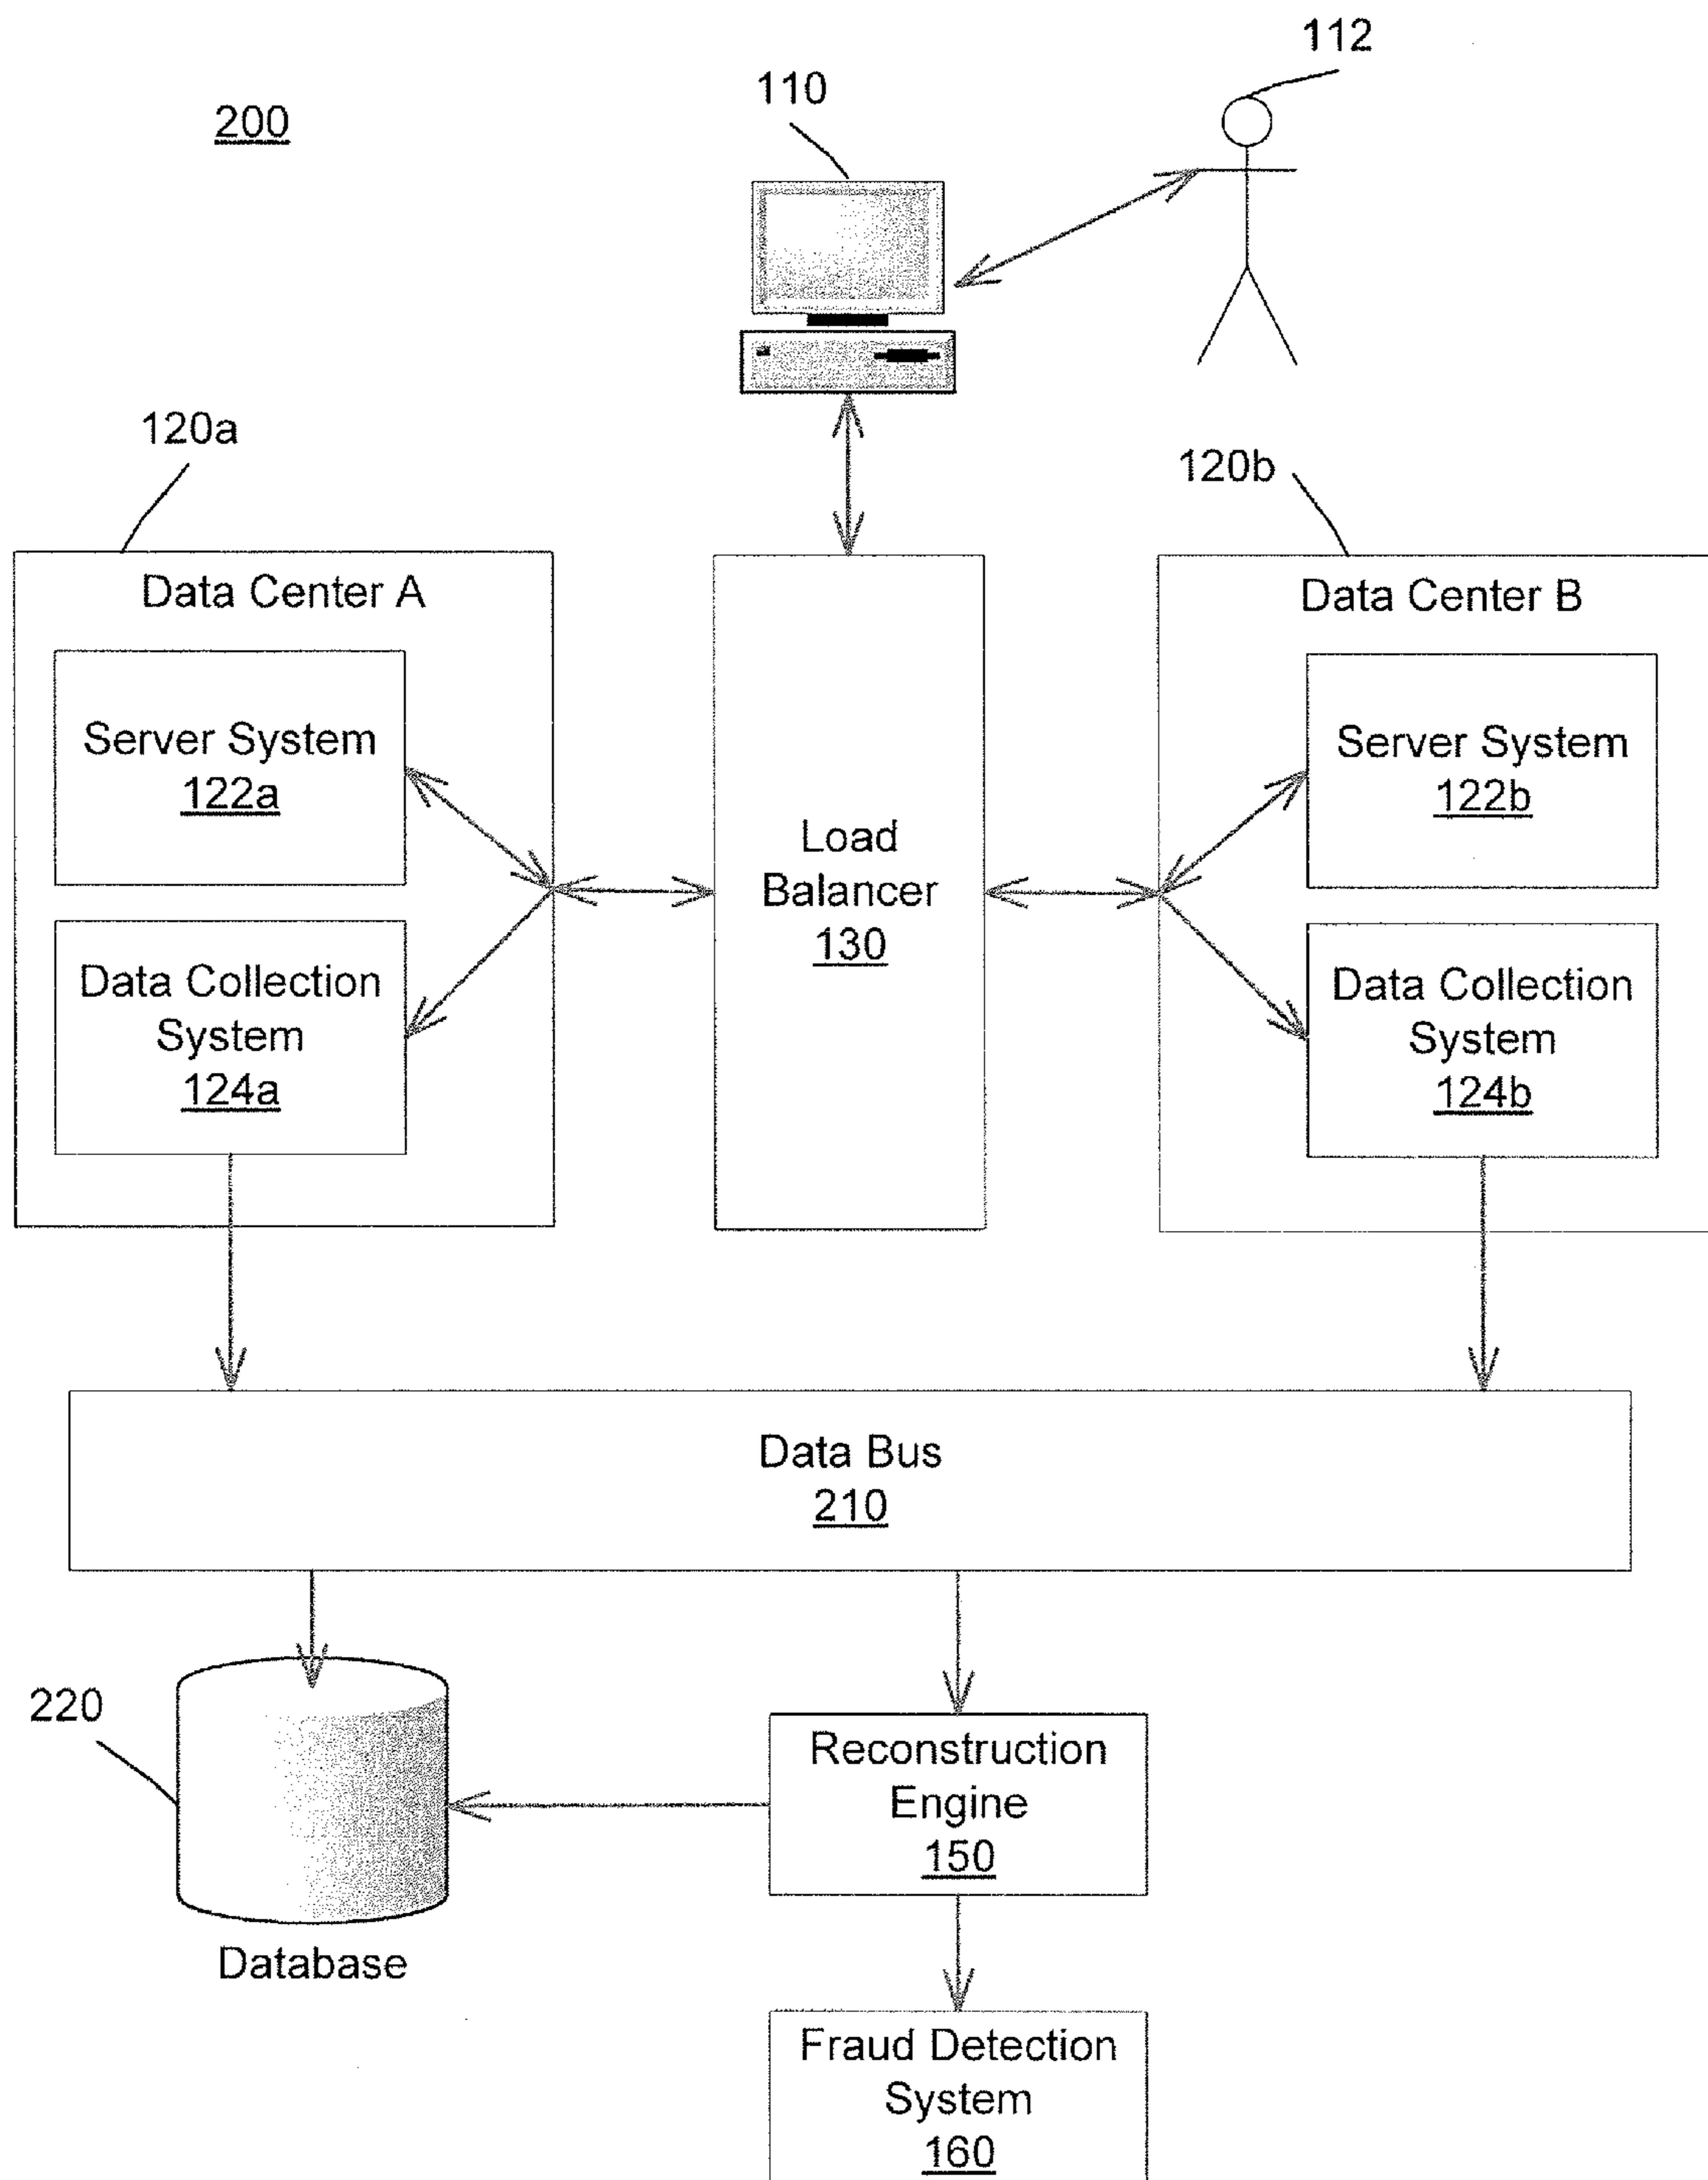 112
110
200
120a
120b
Data Center A
Data Center B
Server System
122a
Server System
122b
Load
Balancer
130
Data Collection
System
124a
Data Collection
System
124b
Data Bus
210
220
Reconstruction
Engine
150
Database
Fraud Detection
System
160